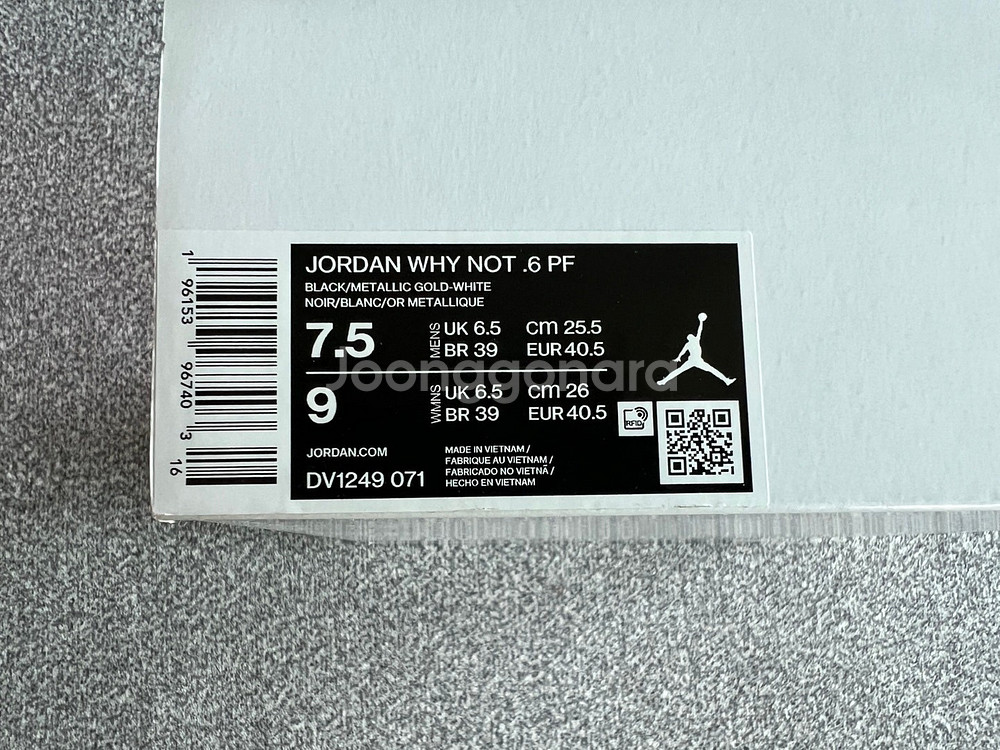 JORDAN WHY NOT .6 PF
BLACK/METALLIC GOLD-WHITE
NOIR/BLANC/OR METALLIQUE
7.5 MENS UK 6.5 cm 25.5
BR 39 EUR 40.5
9 WMNS UK 6.5 cm 26
BR 39 EUR 40.5
RFID
JORDAN.COM
DV1249 071
MADE IN VIETNAM /
FABRIQUE AU VIETNAM /
FABRICADO NO VIETNÃ /
HECHO EN VIETNAM
1 96153 96740 3
16
Joonggonara